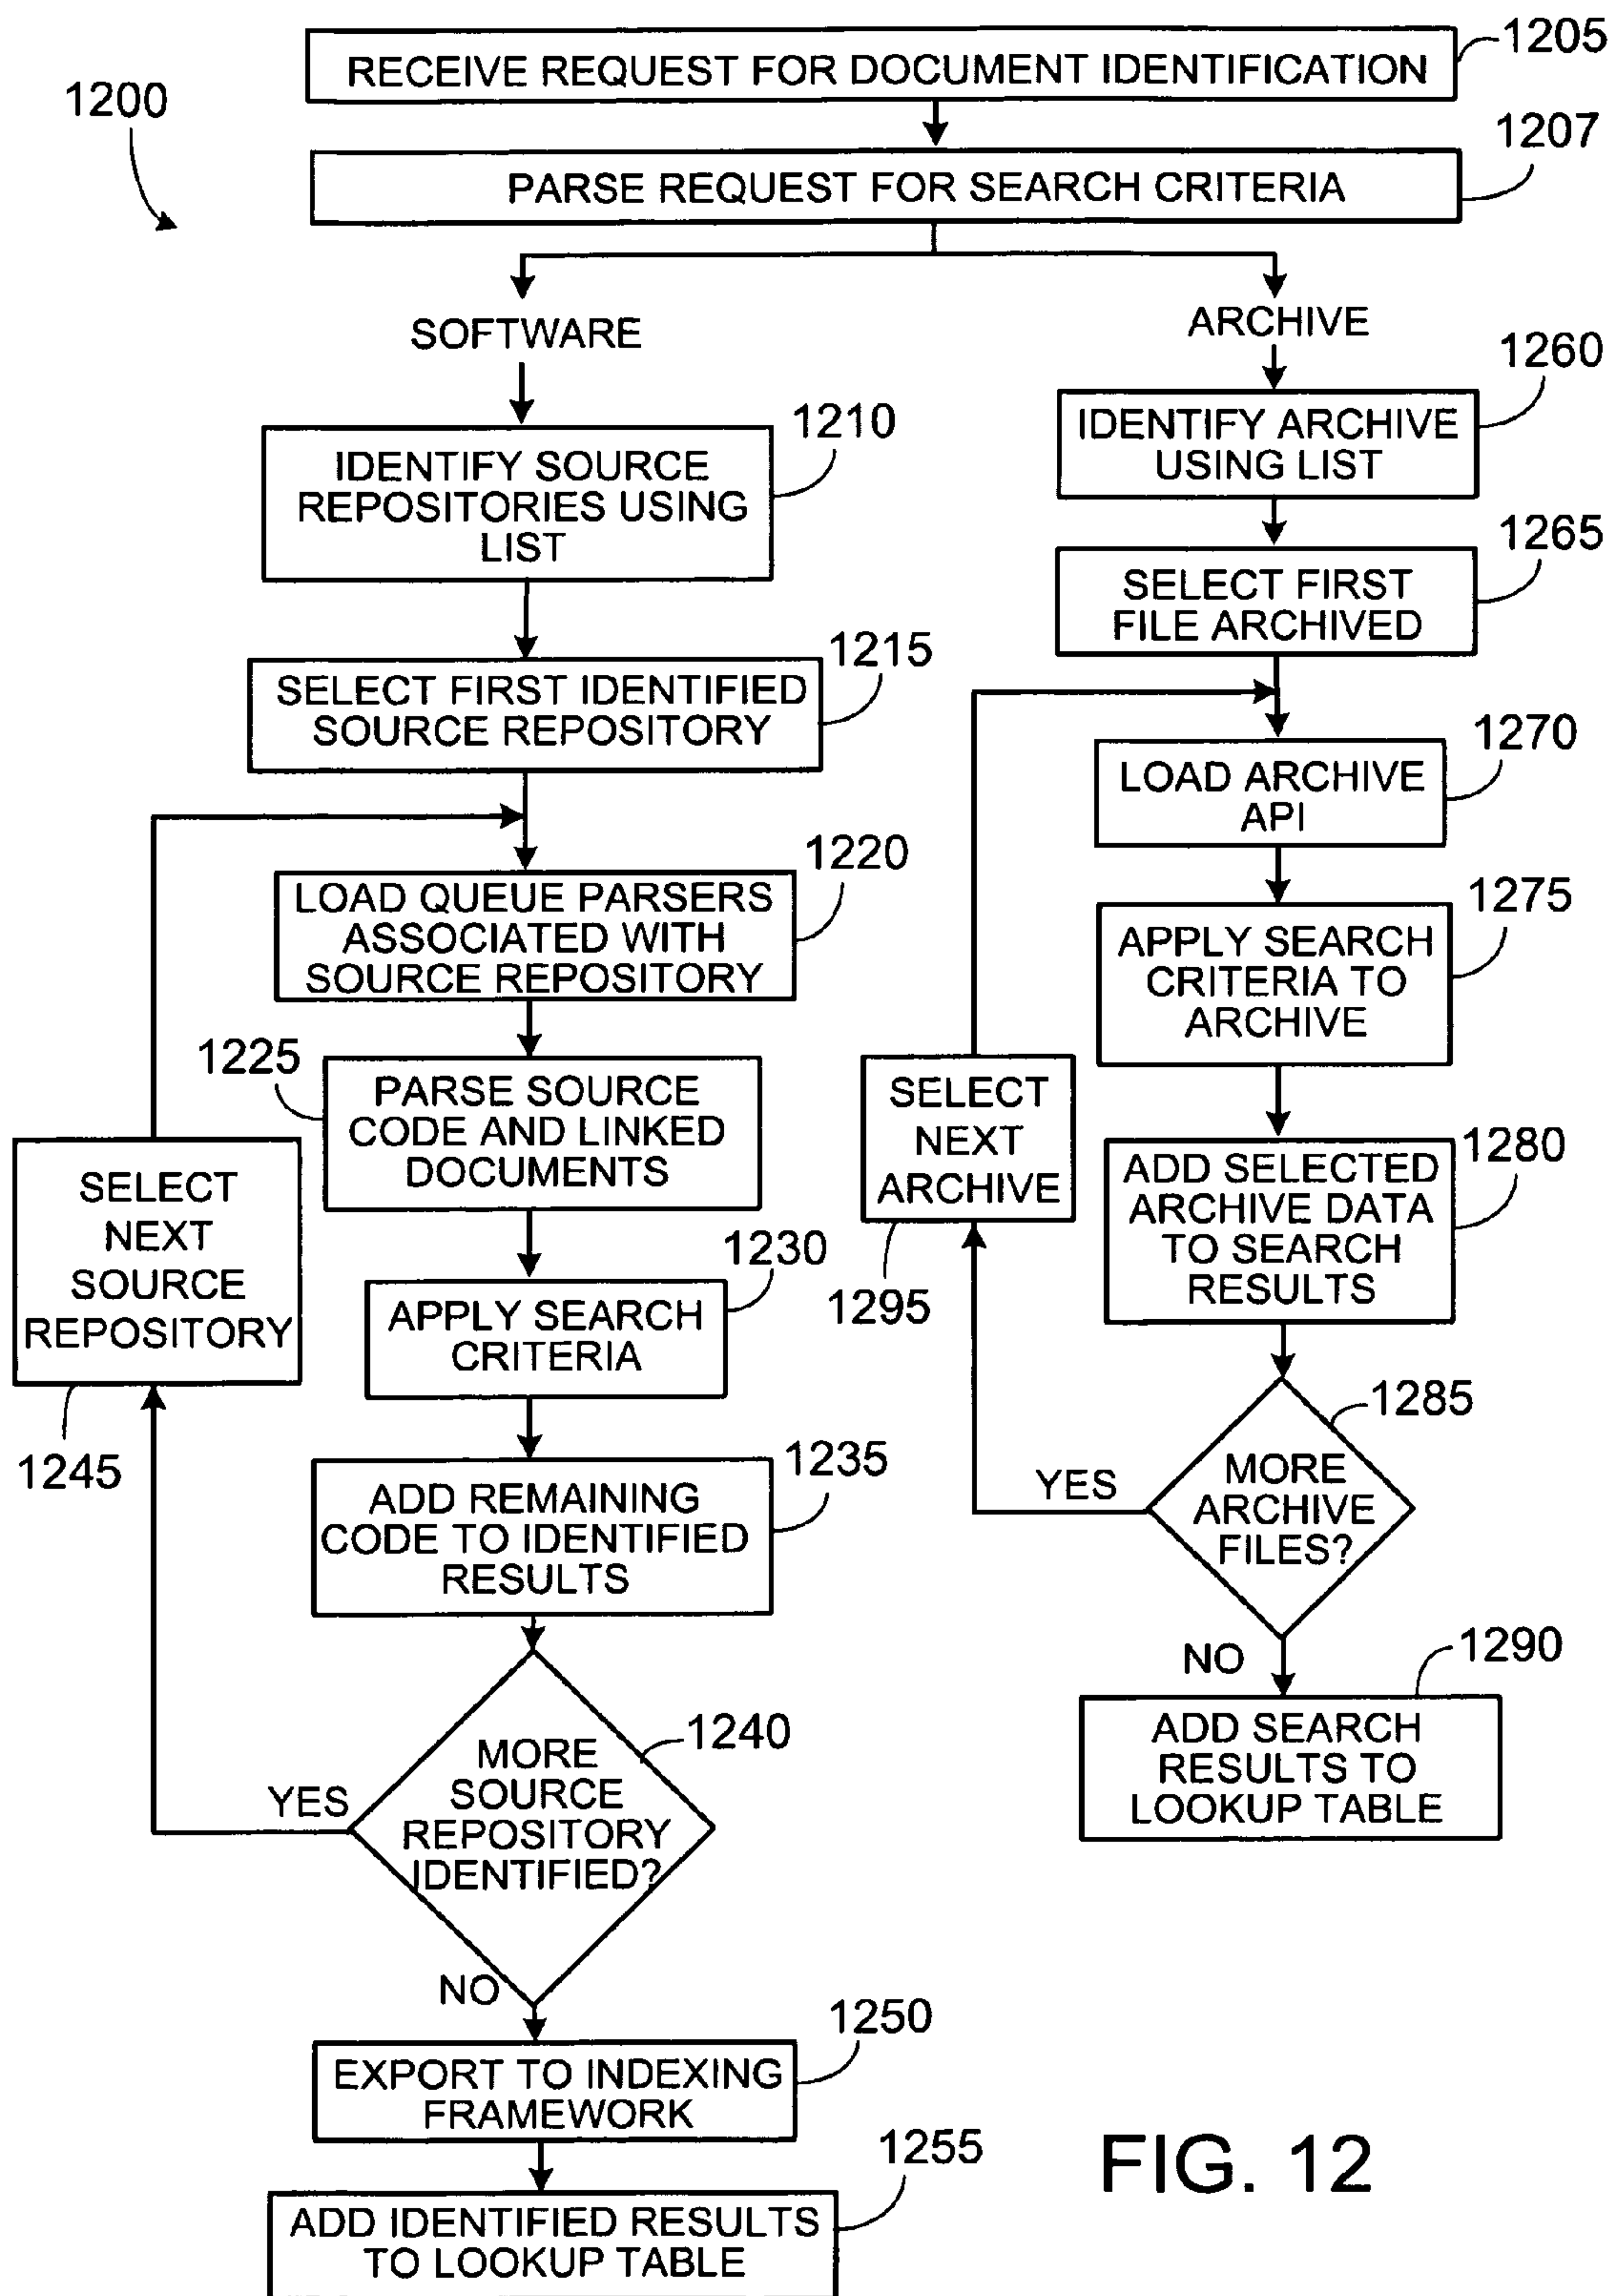 1200
RECEIVE REQUEST FOR DOCUMENT IDENTIFICATION
1205
PARSE REQUEST FOR SEARCH CRITERIA
1207
SOFTWARE
IDENTIFY SOURCE
REPOSITORIES USING
LIST
1210
SELECT FIRST IDENTIFIED
SOURCE REPOSITORY
1215
LOAD QUEUE PARSERS
ASSOCIATED WITH
SOURCE REPOSITORY
1220
1225
PARSE SOURCE
CODE AND LINKED
DOCUMENTS
APPLY SEARCH
CRITERIA
1230
ADD REMAINING
CODE TO IDENTIFIED
RESULTS
1235
MORE
SOURCE
REPOSITORY
IDENTIFIED?
1240
YES
SELECT
NEXT
SOURCE
REPOSITORY
1245
NO
EXPORT TO INDEXING
FRAMEWORK
1250
ADD IDENTIFIED RESULTS
TO LOOKUP TABLE
1255
ARCHIVE
IDENTIFY ARCHIVE
USING LIST
1260
SELECT FIRST
FILE ARCHIVED
1265
LOAD ARCHIVE
API
1270
APPLY SEARCH
CRITERIA TO
ARCHIVE
1275
ADD SELECTED
ARCHIVE DATA
TO SEARCH
RESULTS
1280
MORE
ARCHIVE
FILES?
1285
YES
SELECT
NEXT
ARCHIVE
1295
NO
ADD SEARCH
RESULTS TO
LOOKUP TABLE
1290
FIG. 12